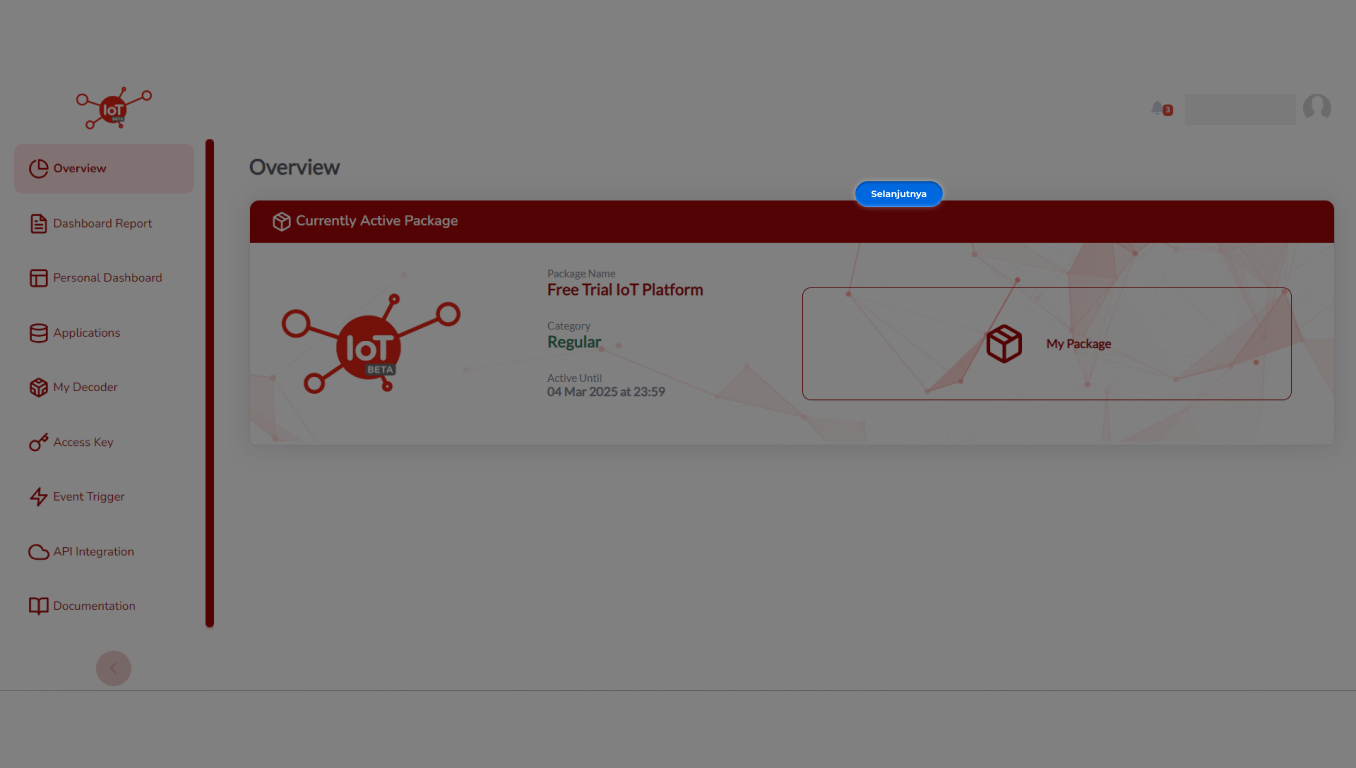 IoT
BETA
3
Overview
Dashboard Report
Personal Dashboard
Applications
My Decoder
Access Key
Event Trigger
API Integration
Documentation
Overview
Selanjutnya
Currently Active Package
IoT
BETA
Package Name
Free Trial IoT Platform
Category
Regular
Active Until
04 Mar 2025 at 23:59
My Package